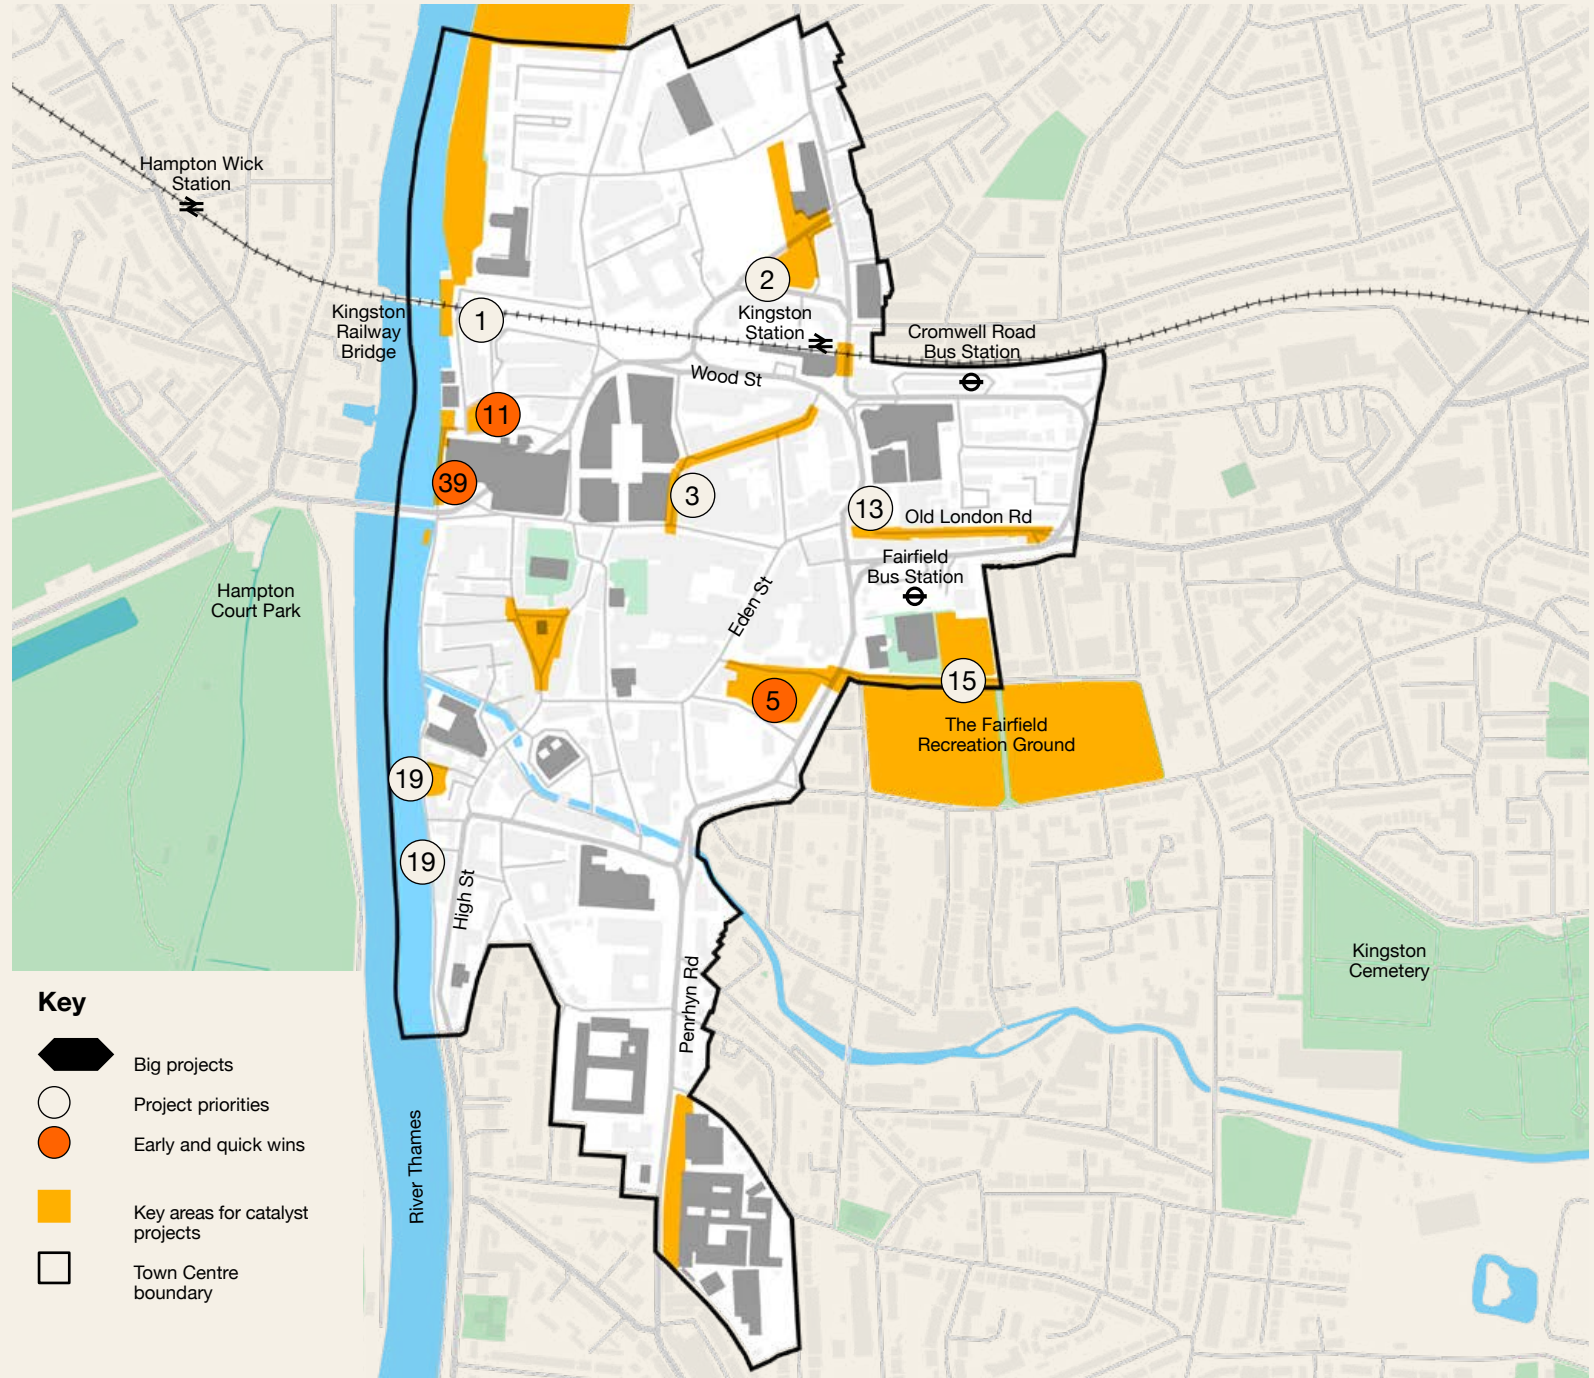 Hampton Wick
Station
Kingston
Railway
Bridge
1
2
Kingston
Station
Cromwell Road
Bus Station
Wood St
11
39
3
13
Old London Rd
Fairfield
Bus Station
Hampton
Court Park
Eden St
5
15
The Fairfield
Recreation Ground
19
19
High St
Penrhyn Rd
Kingston
Cemetery
River Thames
Key
Big projects
Project priorities
Early and quick wins
Key areas for catalyst
projects
Town Centre
boundary